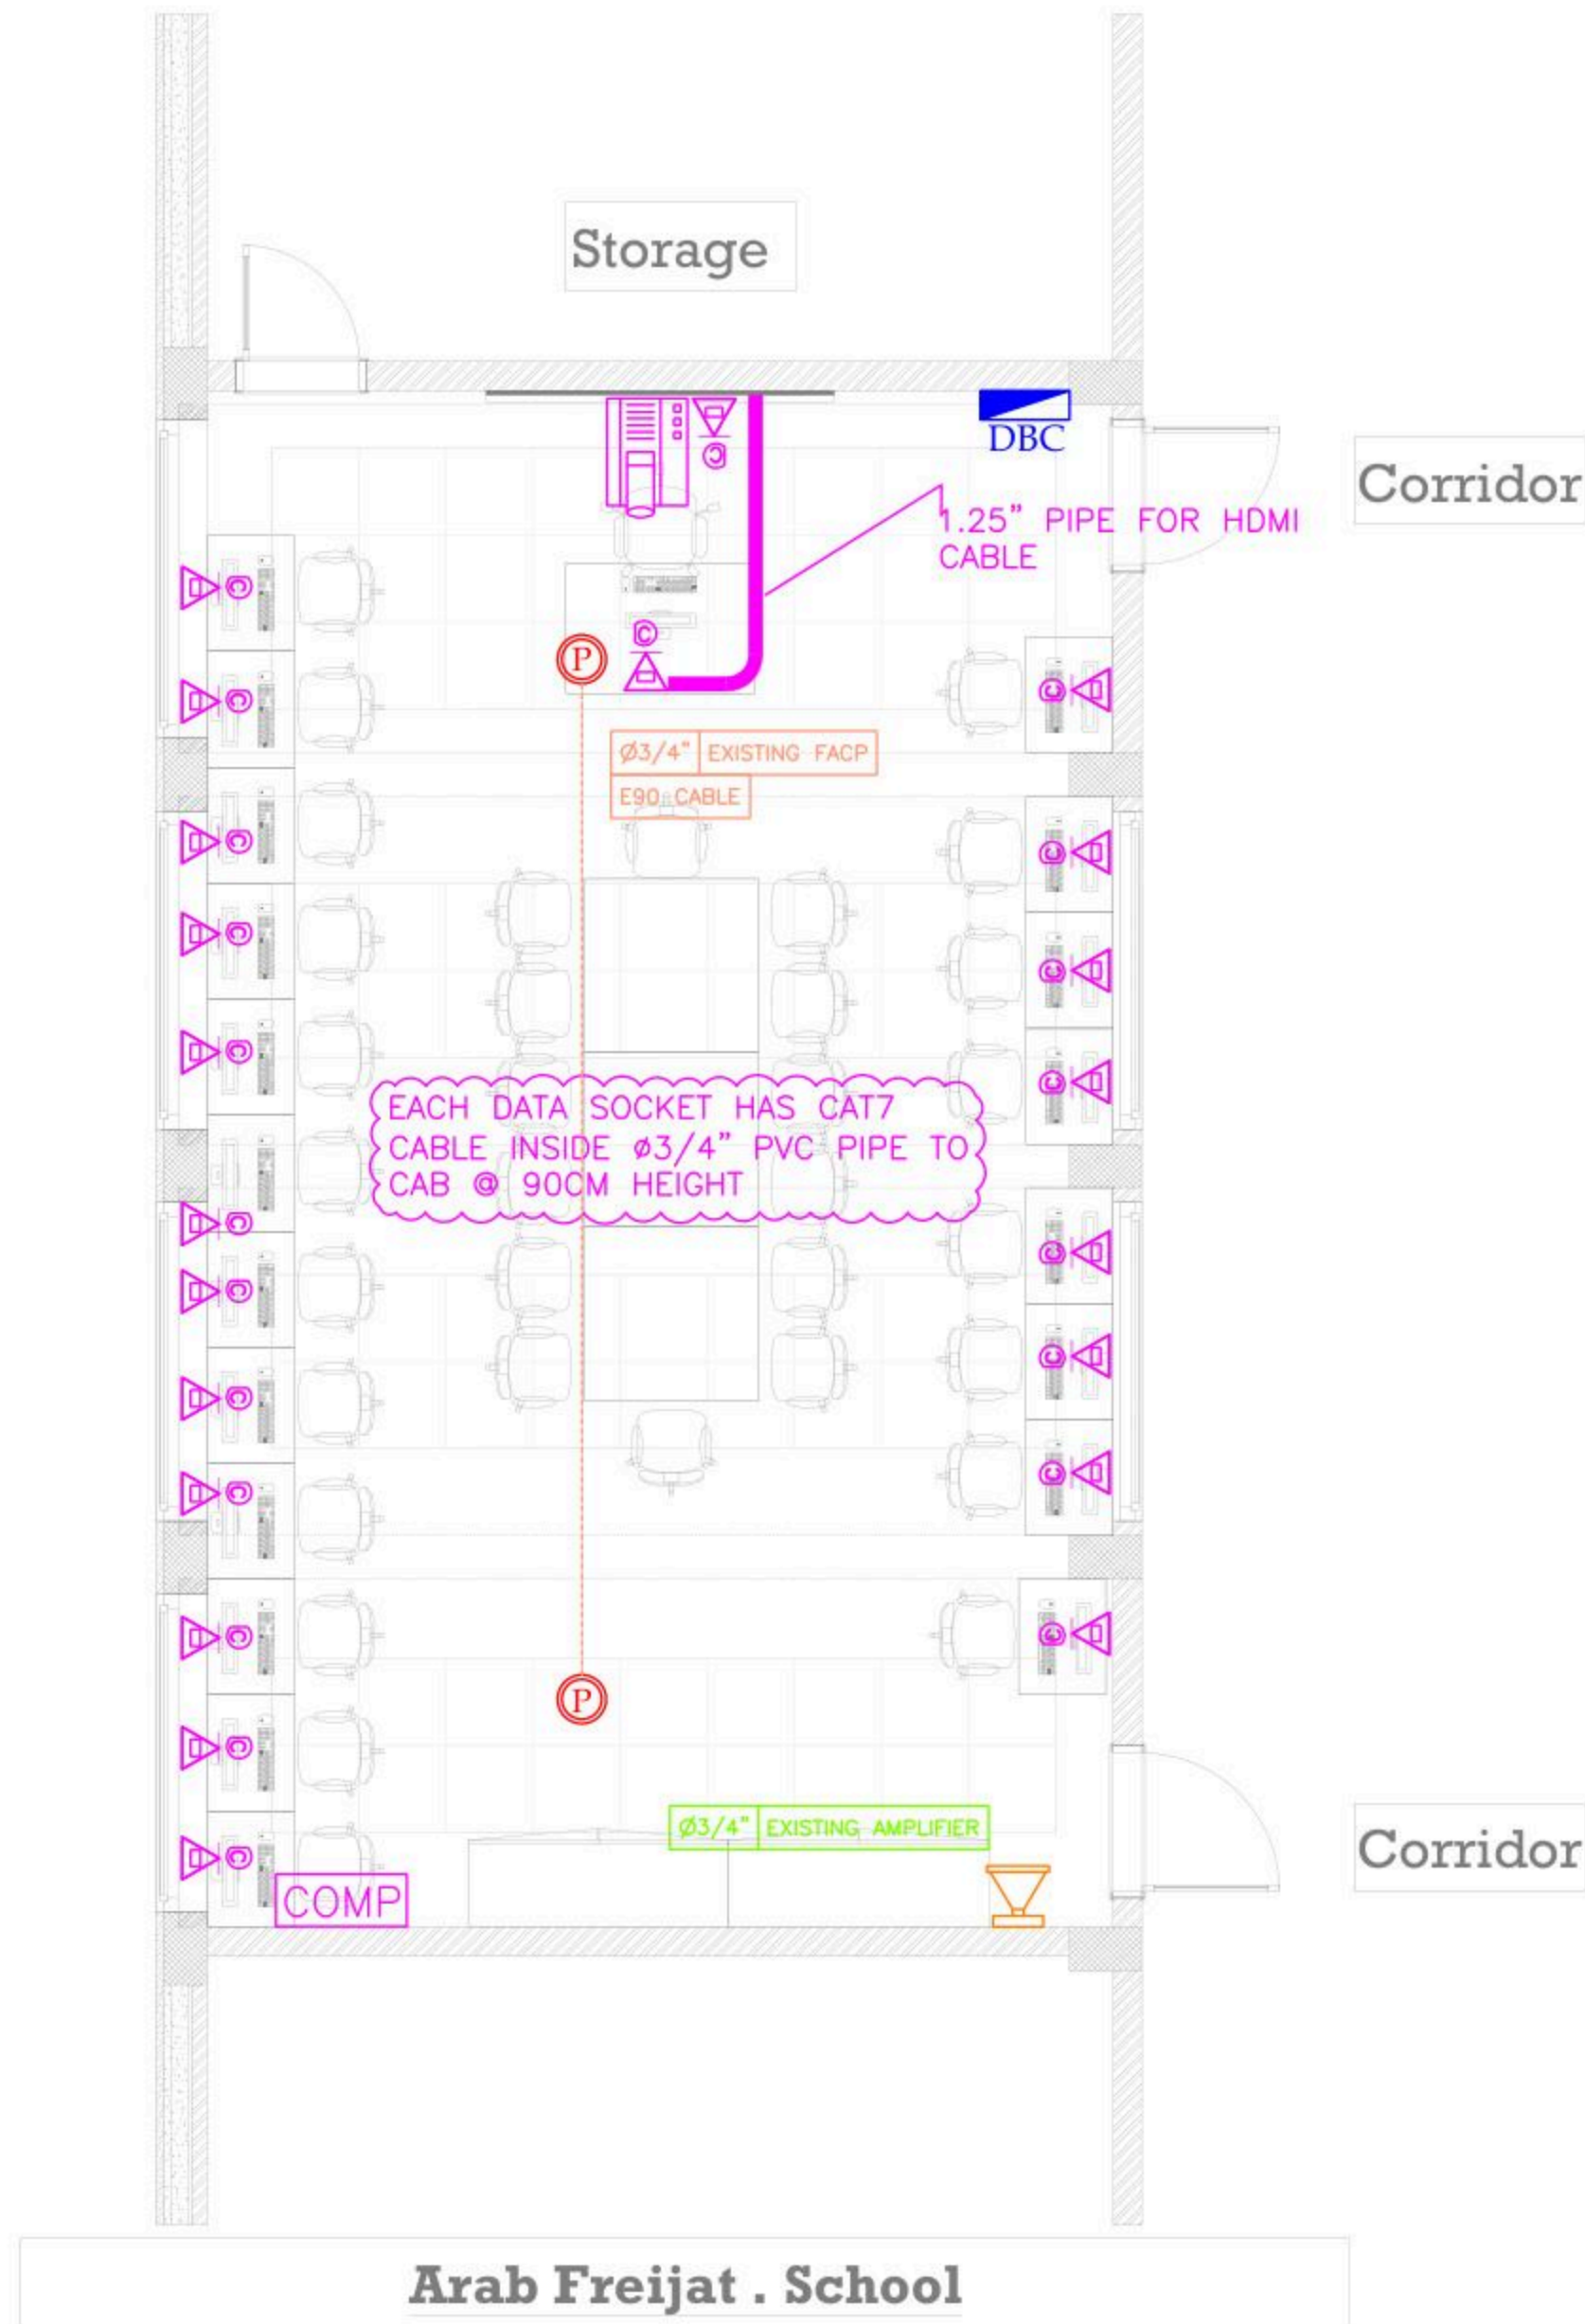 Storage
DBC
Corridor
C
1.25” PIPE FOR HDMI
CABLE
C
C
C
P
C
C
Ø3/4” EXISTING FACP
E90 CABLE
C
C
C
C
C
C
EACH DATA SOCKET HAS CAT7
CABLE INSIDE ø3/4” PVC PIPE TO
CAB @ 90CM HEIGHT
C
C
C
C
C
C
C
C
C
C
P
C
Ø3/4” EXISTING AMPLIFIER
Corridor
C
COMP
Arab Freijat . School